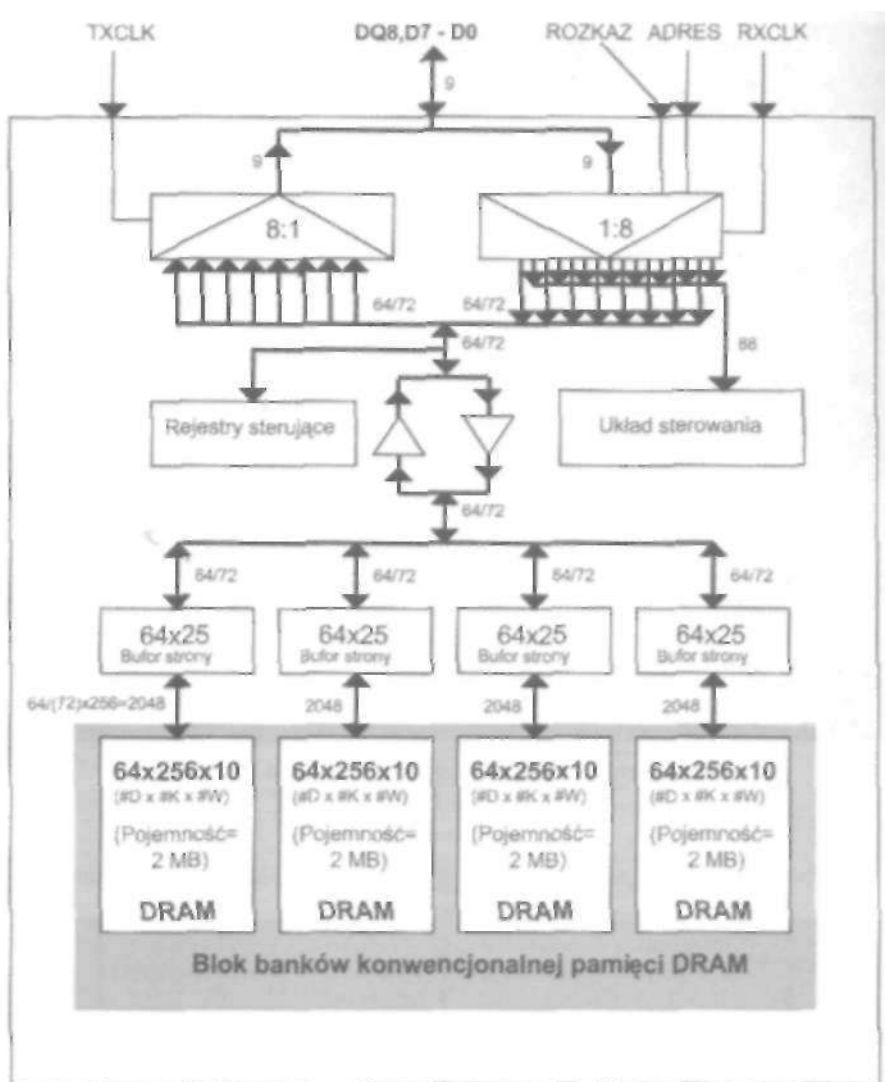 TXCLK DQ8,D7 - D0 ROZKAZ ADRES RXCLK
9
9 9
8:1 1:8
64/72 64/72
64/72
88
Rejestry sterujące Układ sterowania
64/72
64/72 64/72 64/72 64/72
64x25 64x25 64x25 64x25
Bufor strony Bufor strony Bufor strony Bufor strony
64/(72)x256=2048 2048 2048 2048
64x256x10 64x256x10 64x256x10 64x256x10
(#D x #K x #W) (#D x #K x #W) (#D x #K x #W) (#D x #K x #W)
(Pojemność= (Pojemność= (Pojemność= (Pojemność=
2 MB) 2 MB) 2 MB) 2 MB)
DRAM DRAM DRAM DRAM
Blok banków konwencjonalnej pamięci DRAM